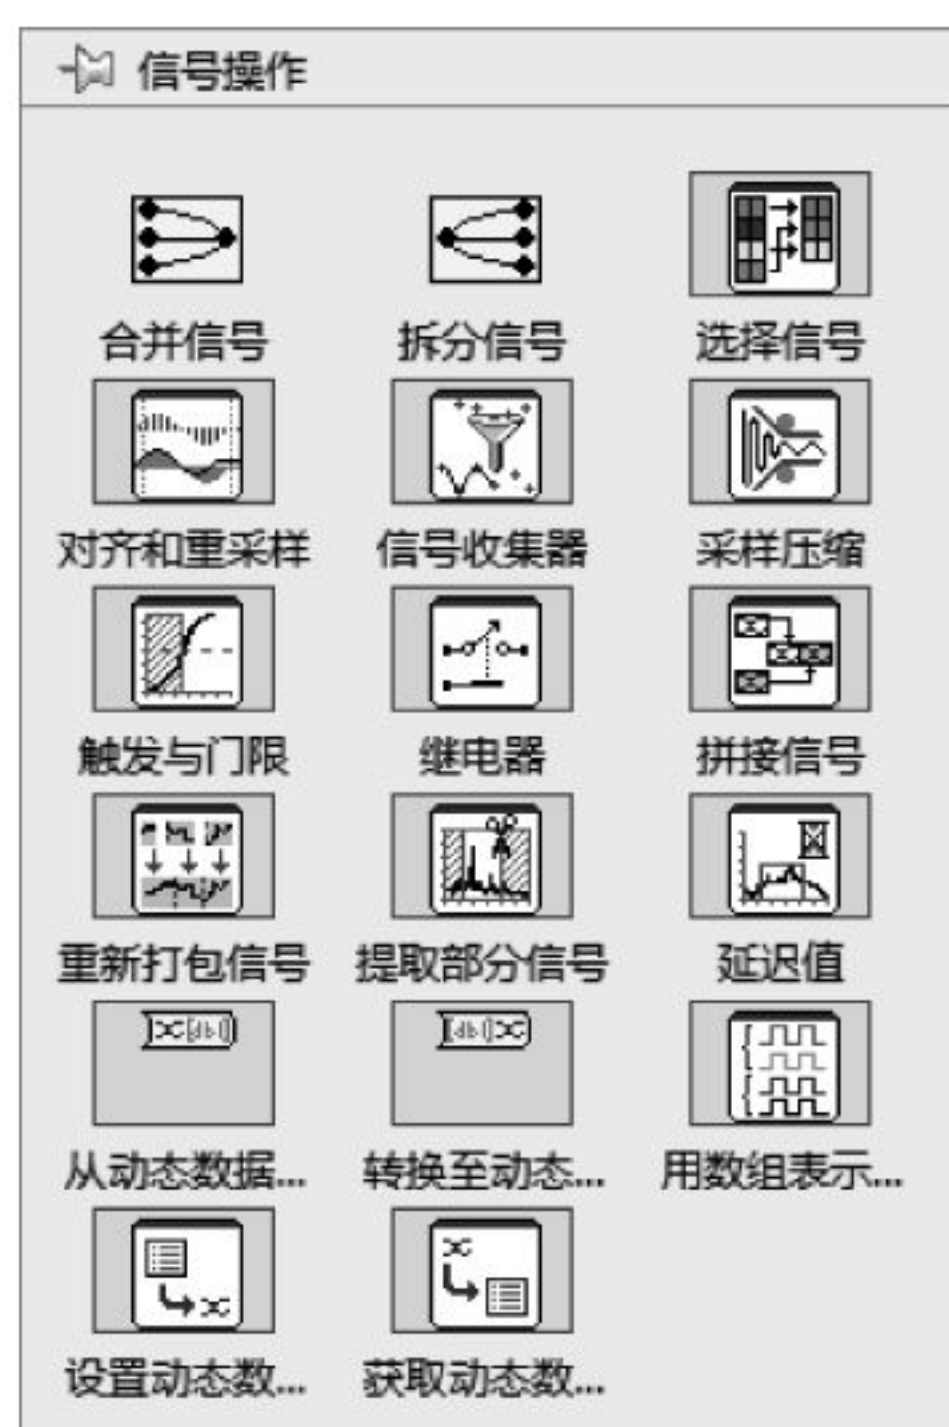 信号操作
合并信号 拆分信号 选择信号
对齐和重采样 信号收集器 采样压缩
触发与门限 继电器 拼接信号
重新打包信号 提取部分信号 延迟值
从动态数据... 转换至动态... 用数组表示...
设置动态数... 获取动态数...